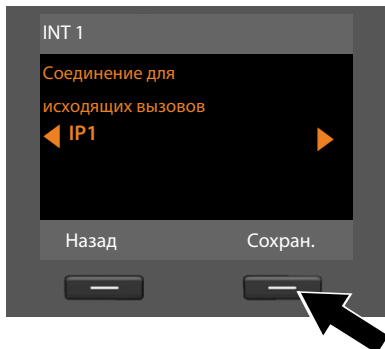 INT 1
Соединение для
исходящих вызовов
IP1
Назад Сохран.